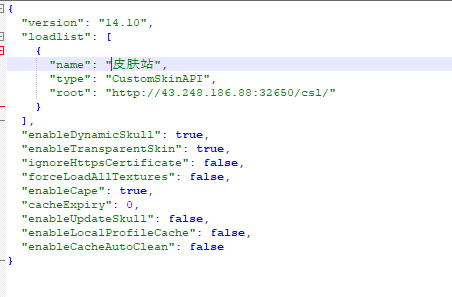 {
"version": "14.10",
"loadlist": [
{
"name": "皮肤站",
"type": "CustomSkinAPI",
"root": "http://43.248.186.88:32650/csl/"
}
],
"enableDynamicSkull": true,
"enableTransparentSkin": true,
"ignoreHttpsCertificate": false,
"forceLoadAllTextures": false,
"enableCape": true,
"cacheExpiry": 0,
"enableUpdateSkull": false,
"enableLocalProfileCache": false,
"enableCacheAutoClean": false
}